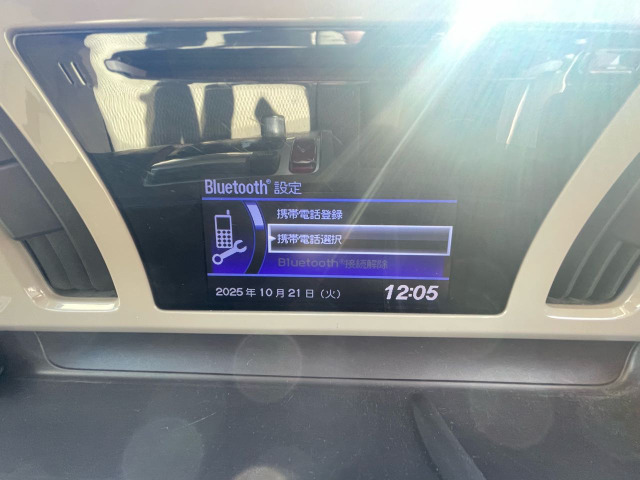 Bluetooth® 設定
携帯電話登録
携帯電話選択
Bluetooth®接続解除
2025年10月21日（火） 12:05